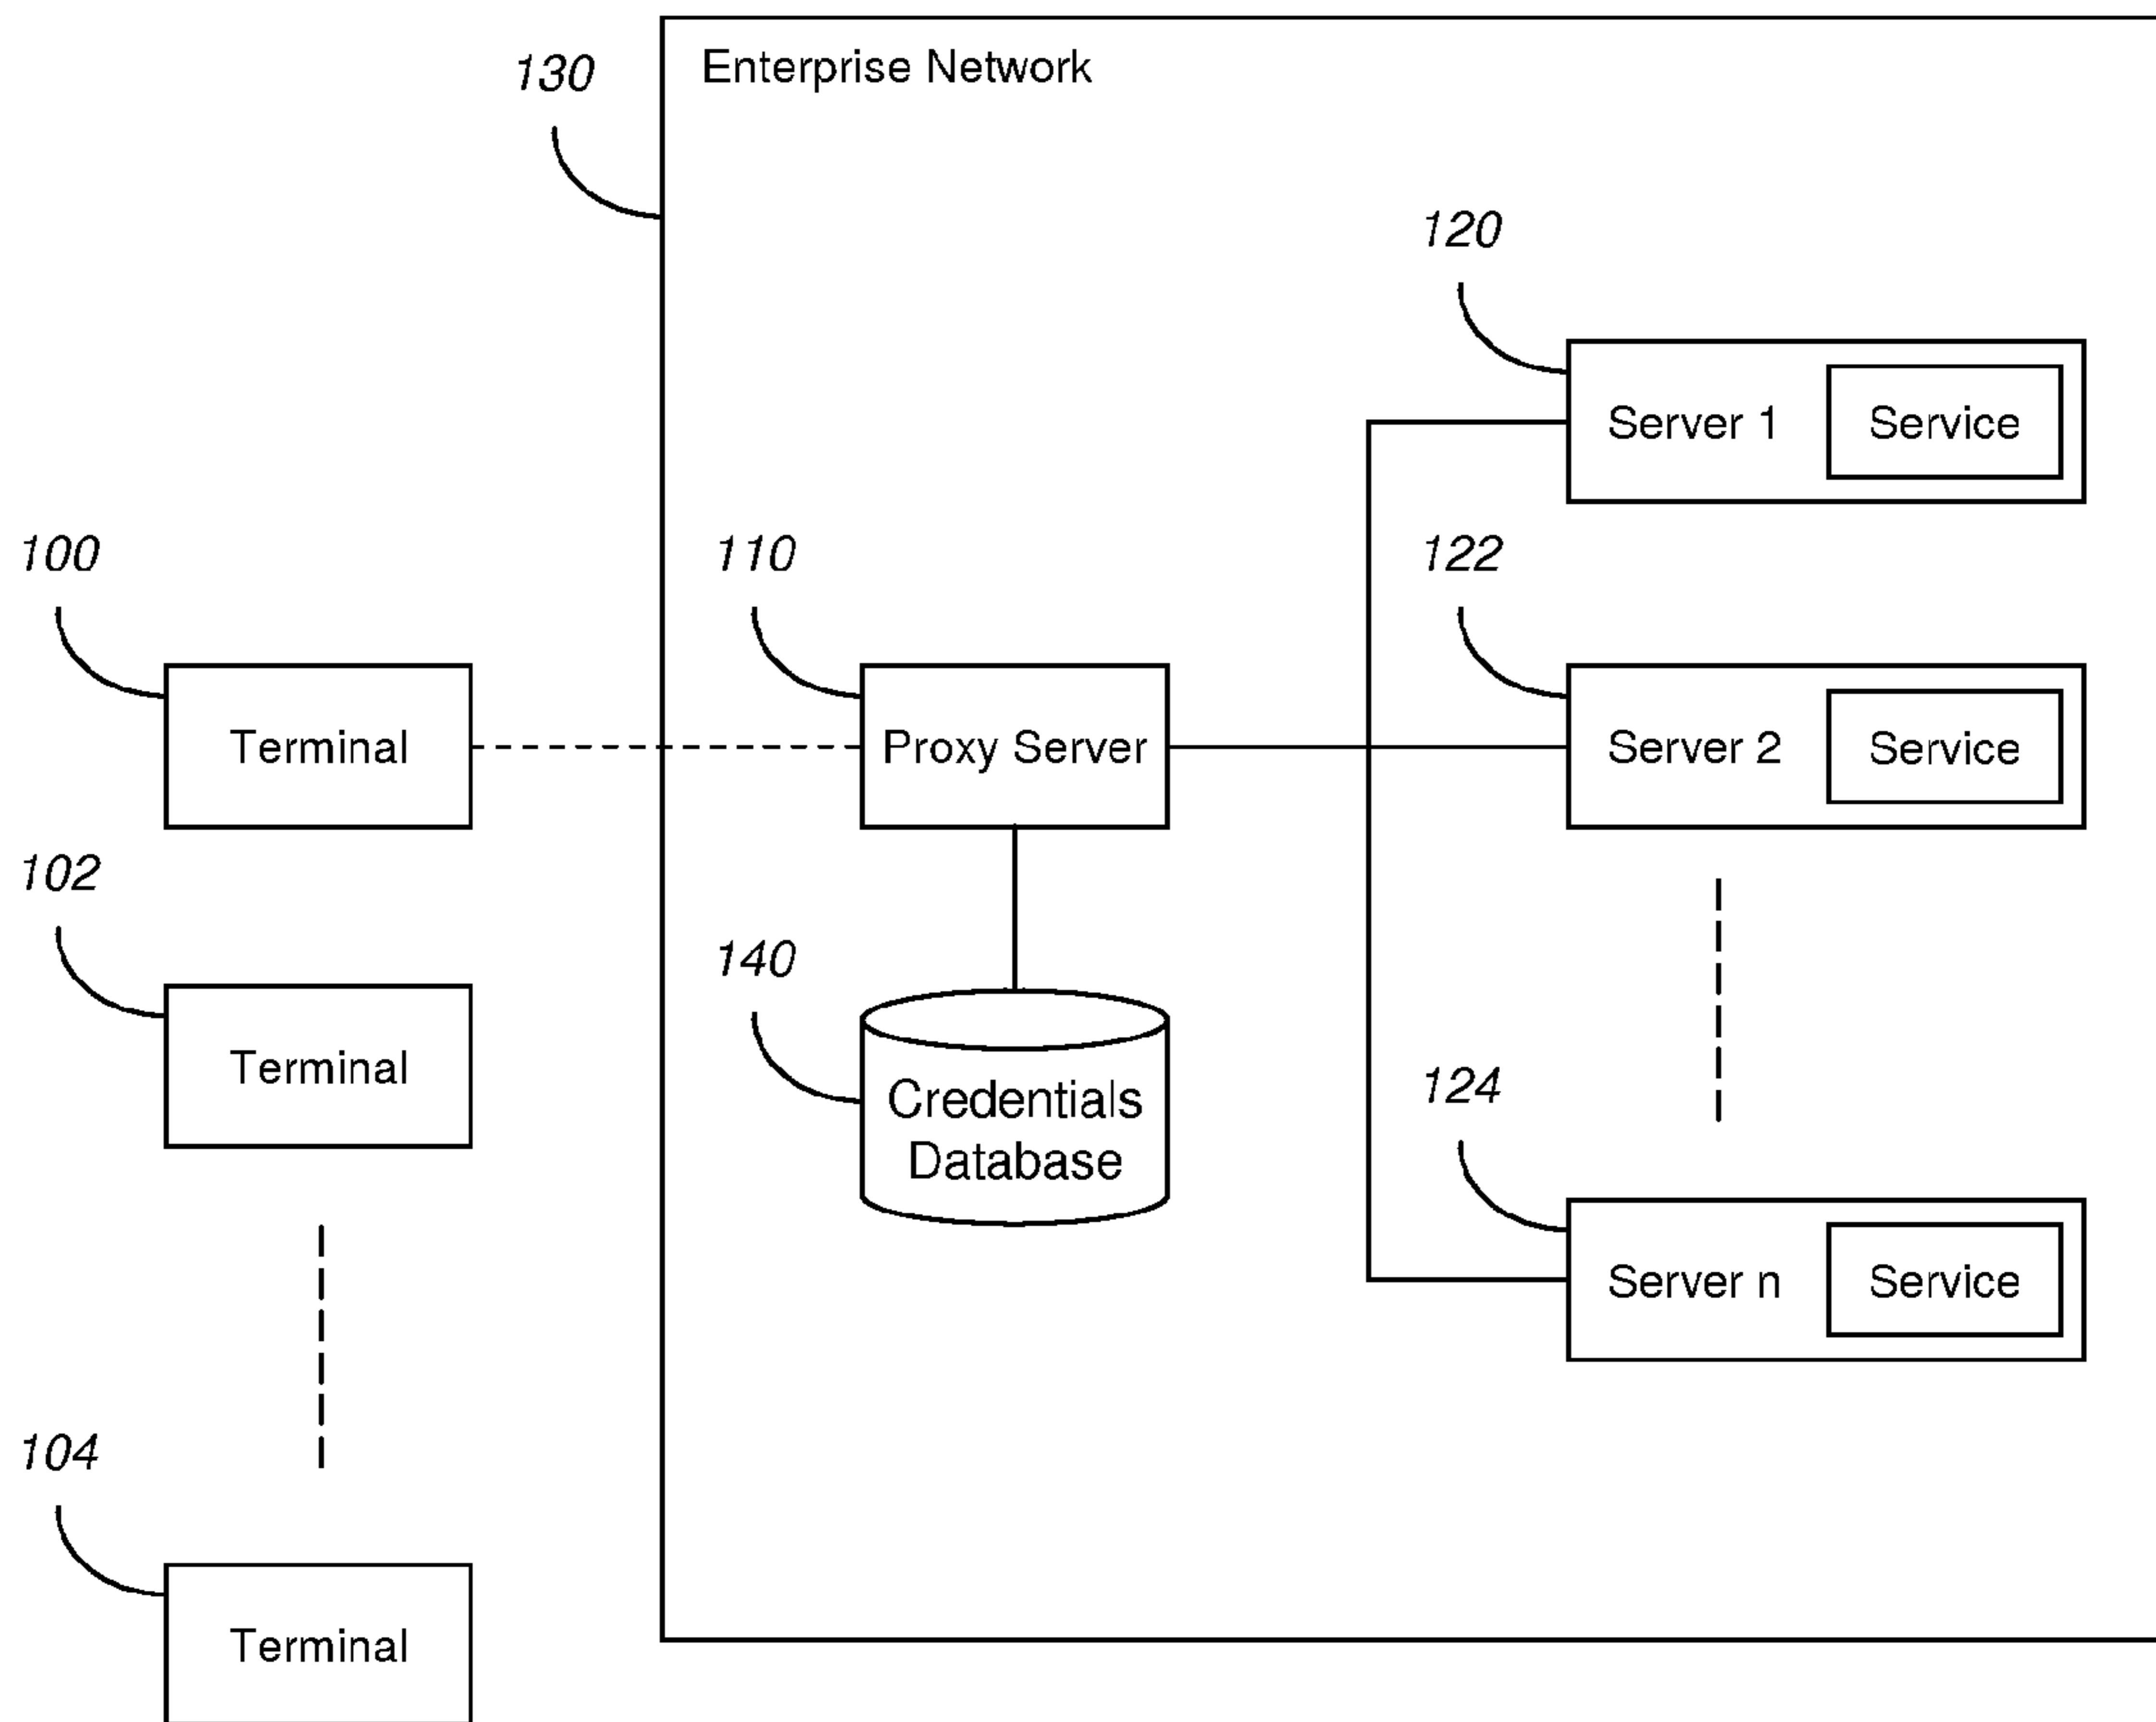 130
Enterprise Network
120
Server 1
Service
100
110
122
Terminal
Proxy Server
Server 2
Service
102
140
Terminal
Credentials
Database
124
Server n
Service
104
Terminal